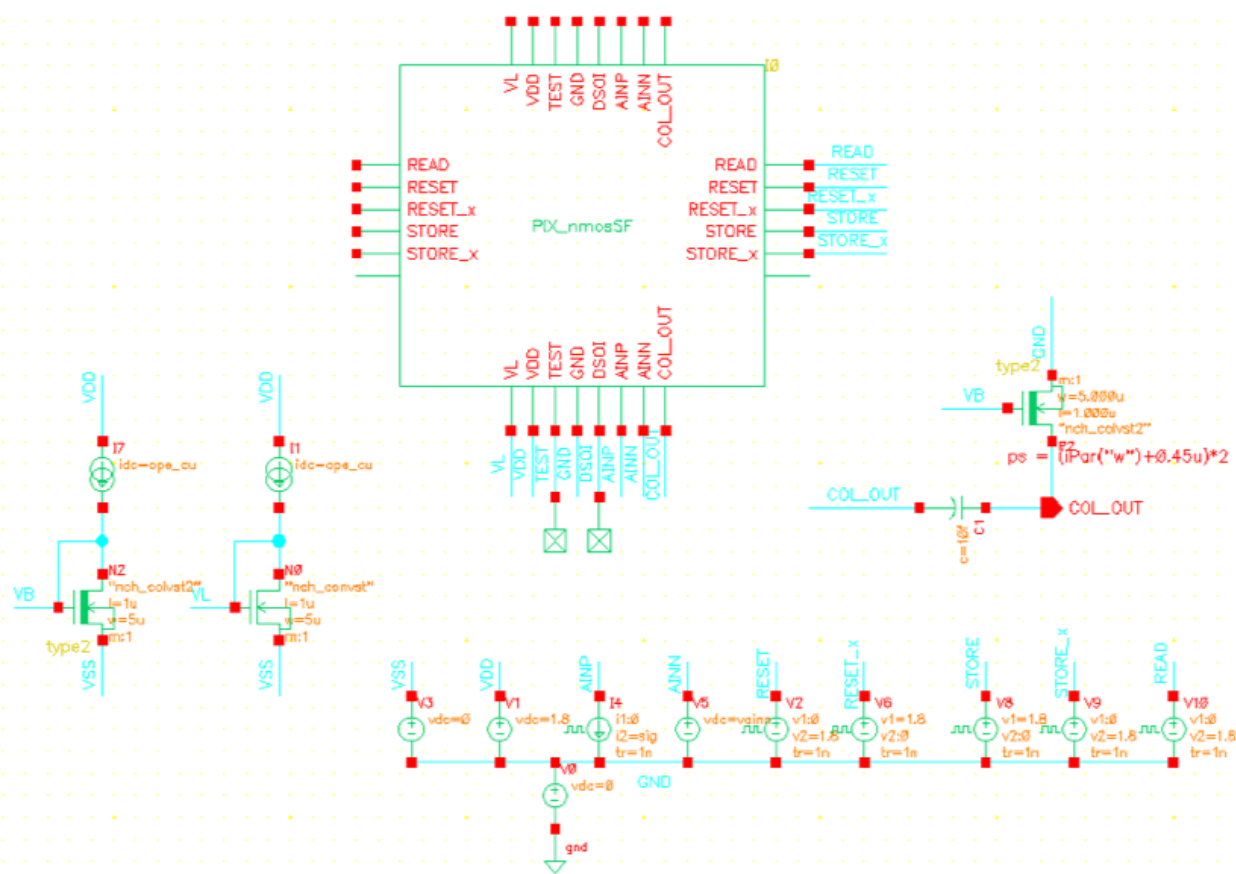 I0
VL
VDD
TEST
GND
DSOI
AINP
AINN
COL_OUT
READ
RESET
RESET_x
STORE
STORE_x
PIX_nmosSF
READ
RESET
RESET_x
STORE
STORE_x
READ
RESET
RESET_x
STORE
STORE_x
VL
VDD
TEST
GND
DSOI
AINP
AINN
COL_OUT
VL
VDD
TEST
GND
DSOI
AINP
AINN
COL_OUT
VDD
I7
idc=ope_cu
N2
"nch_colvst2"
l=1u
w=5u
m:1
VB
type2
VSS
VDD
I1
idc=ope_cu
N0
"nch_convst"
l=1u
w=5u
m:1
VL
VSS
GND
type2
m:1
w=5.000u
l=1.000u
"nch_colvst2"
VB
P2
ps = (iPar("w")+0.45u)*2
COL_OUT
C1
c=10f
COL_OUT
VSS
V3
vdc=0
VDD
V1
vdc=1.8
AINP
I4
i1:0
i2=sig
tr=1n
AINN
V5
RESET
V2
v1:0
v2=1.8
tr=1n
RESET_x
V6
v1=1.8
v2:0
tr=1n
STORE
V8
v1=1.8
v2:0
tr=1n
STORE_x
V9
v1:0
v2=1.8
tr=1n
READ
V10
v1:0
v2=1.8
tr=1n
V0
vdc=0
GND
gnd